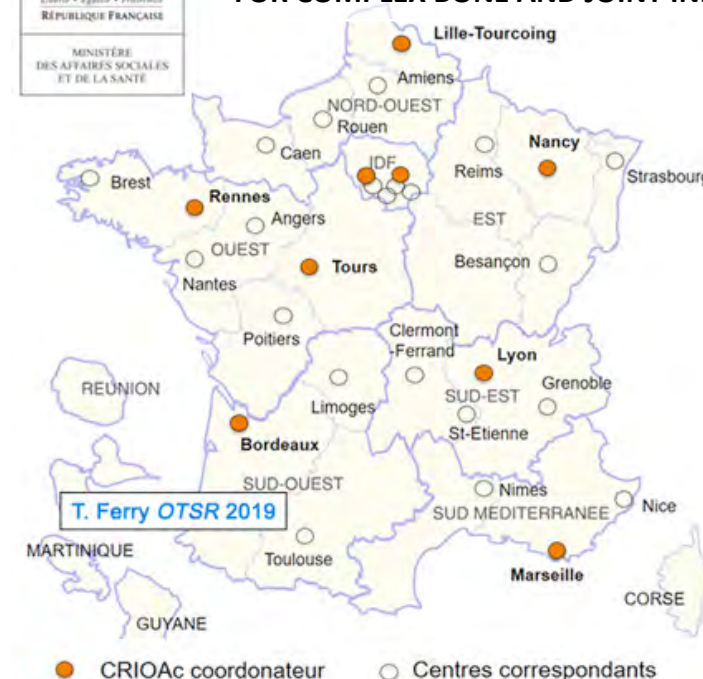 RÉPUBLIQUE FRANÇAISE
MINISTÈRE
DES AFFAIRES SOCIALES
ET DE LA SANTÉ
Lille-Tourcoing
Amiens
NORD-OUEST
Rouen
Caen
IDF
Reims
Nancy
Strasbourg
Brest
Rennes
Angers
EST
OUEST
Tours
Besançon
Nantes
Poitiers
Clermont
-Ferrand
Lyon
REUNION
Limoges
SUD-EST
Grenoble
St-Etienne
Bordeaux
SUD-OUEST
Nimes
Nice
T. Ferry OTSR 2019
SUD MEDITERRANEE
MARTINIQUE
Toulouse
Marseille
CORSE
GUYANE
CRIOAc coordonateur
Centres correspondants